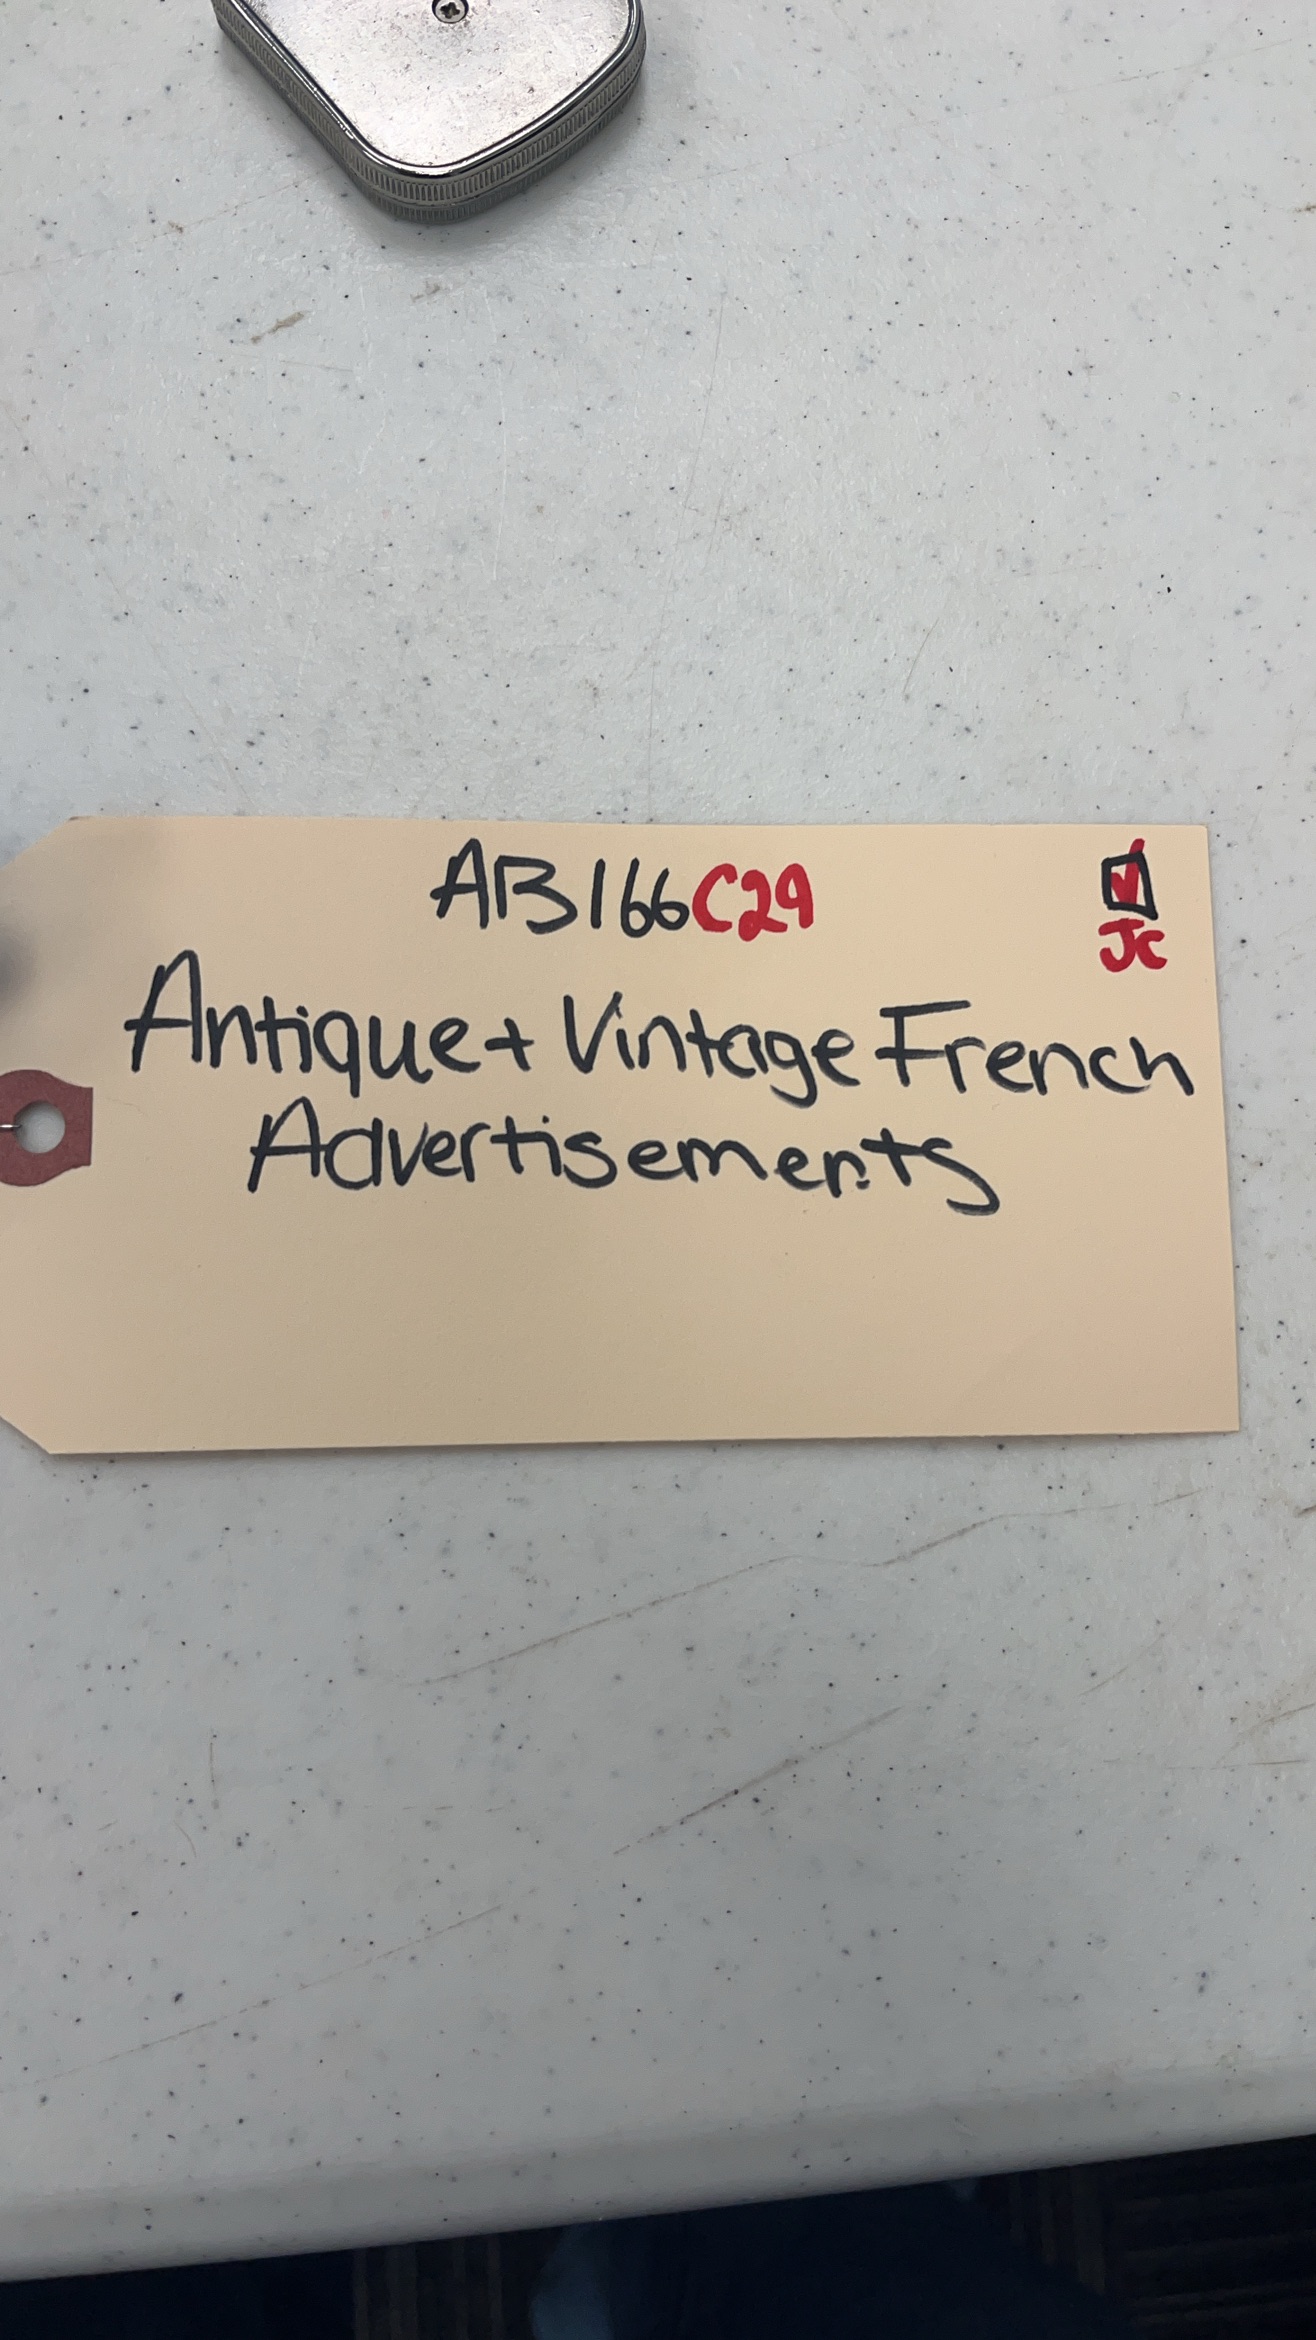 AB166C29
JC
Antique + Vintage French
Advertisements